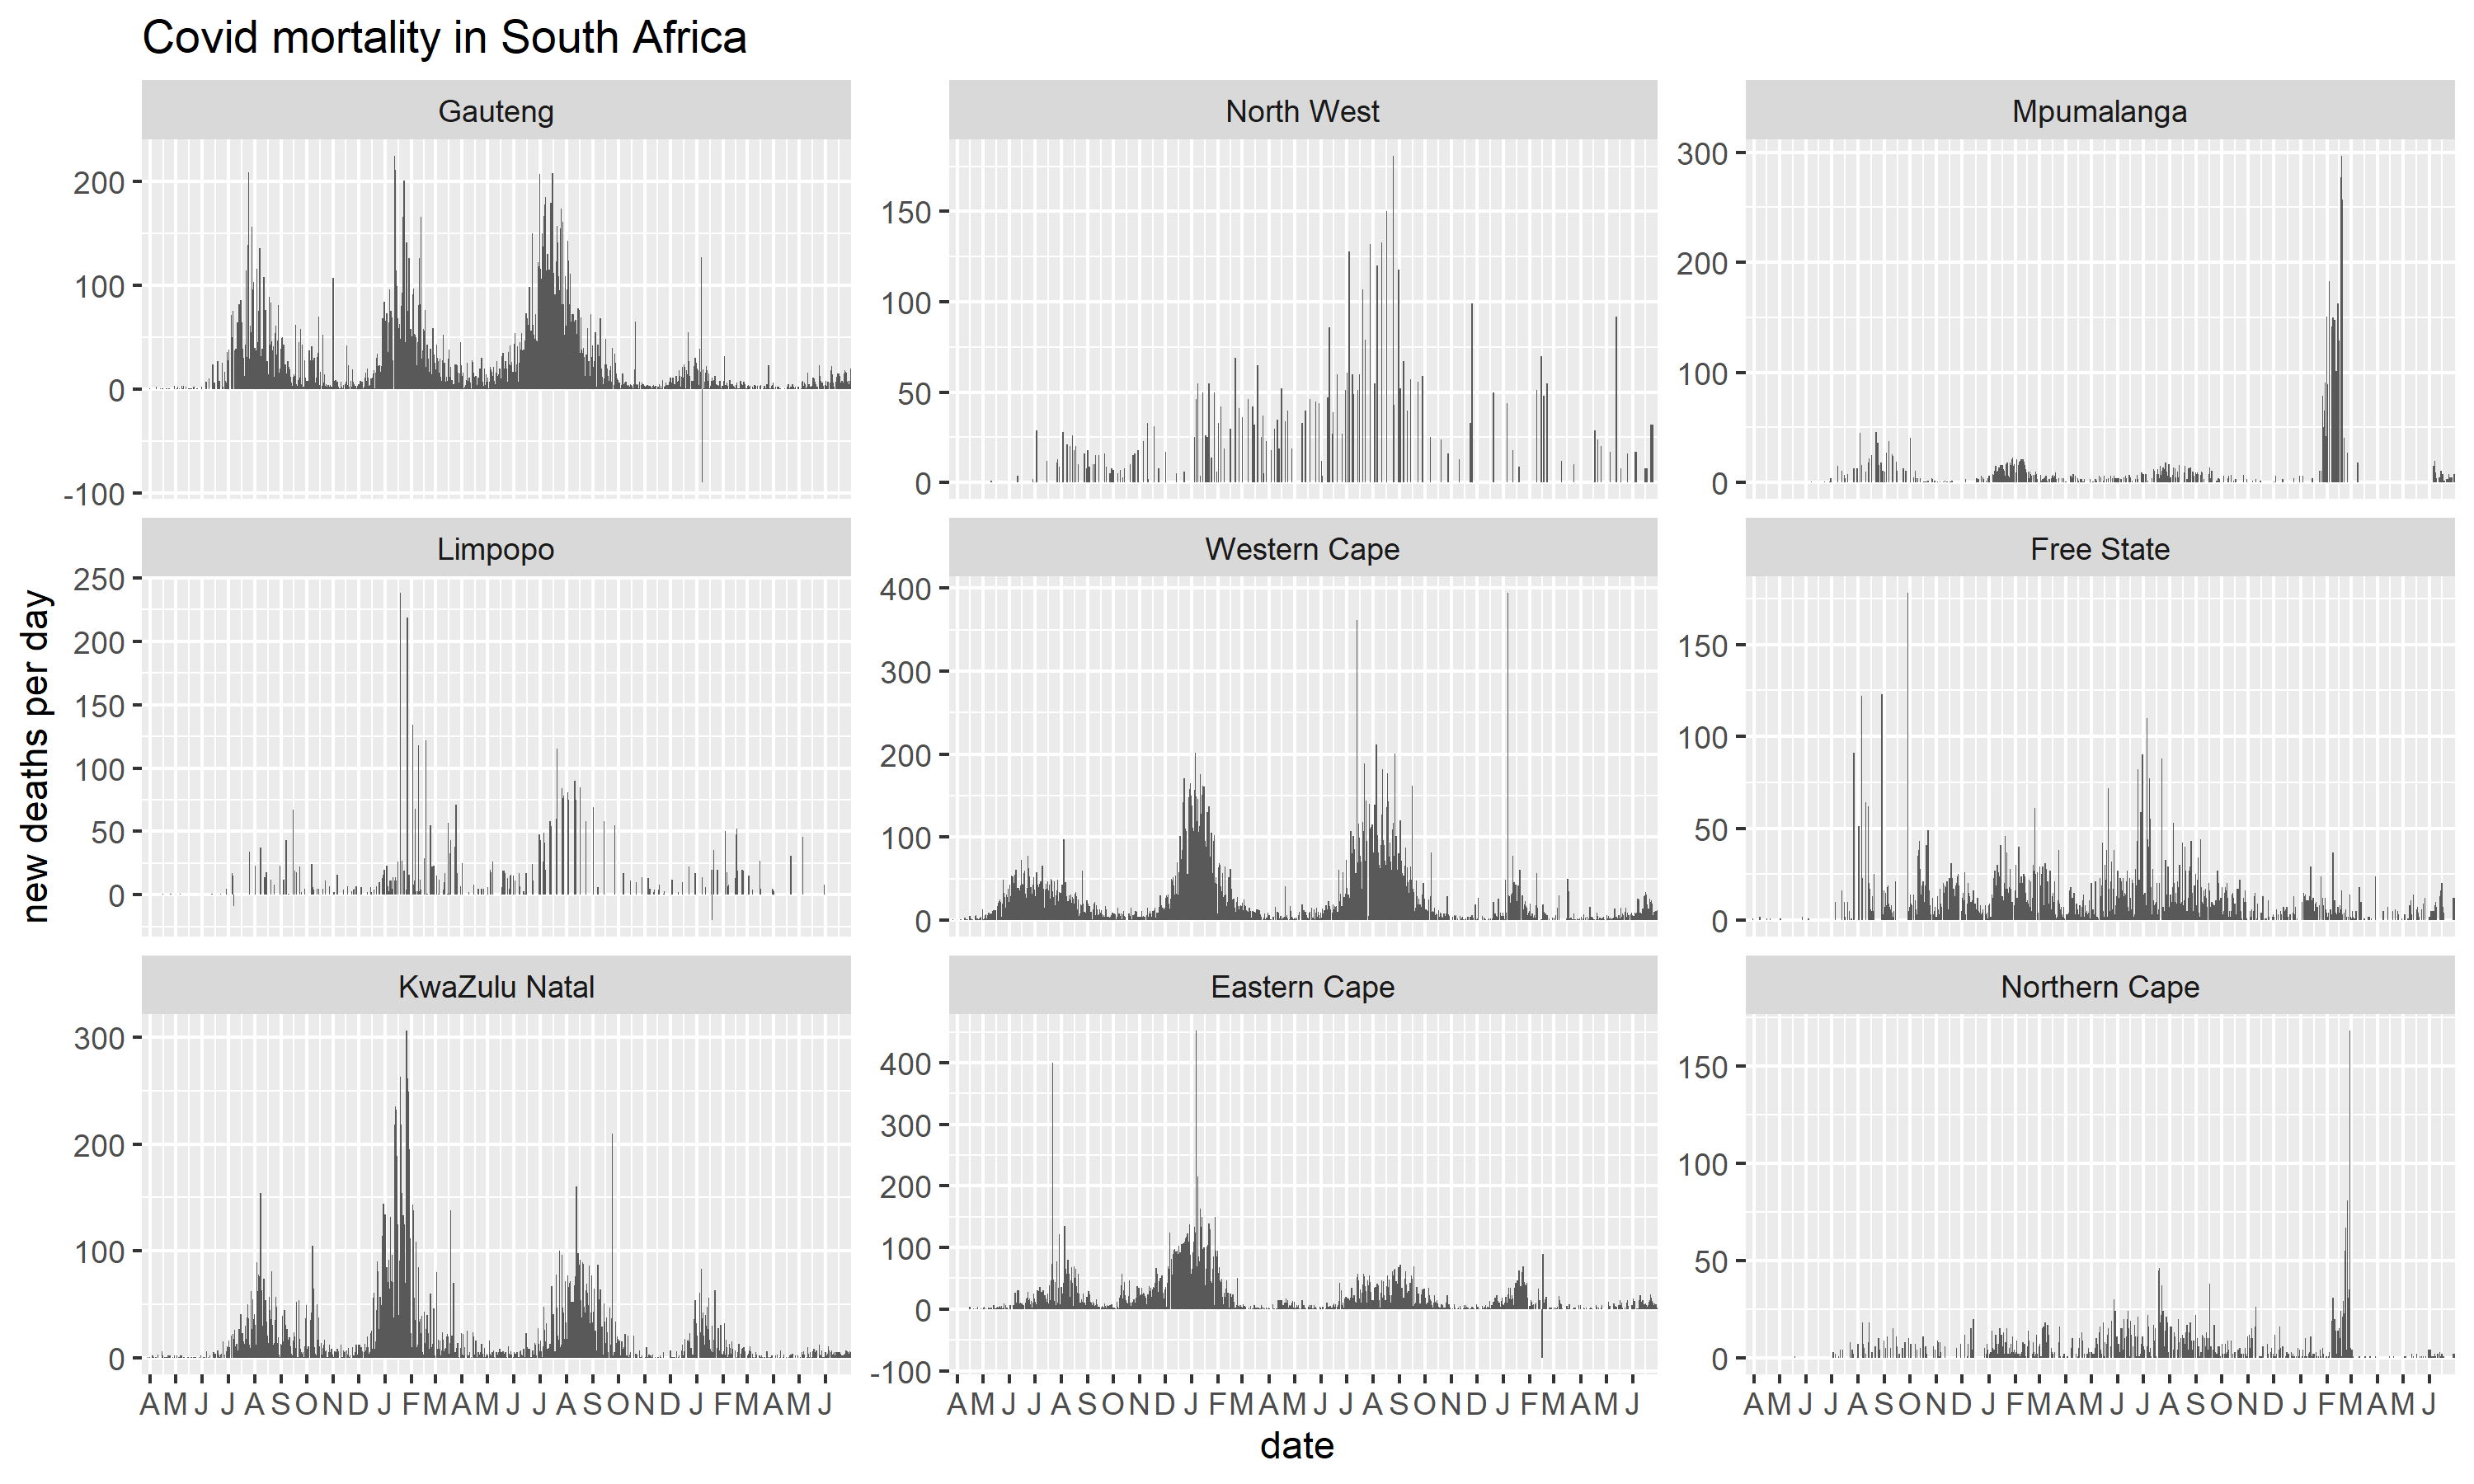 Covid mortality in South Africa
Gauteng
North West
Mpumalanga
200
100
0
-100
150
100
50
0
300
200
100
0
Limpopo
Western Cape
Free State
250
200
150
100
50
0
400
300
200
100
0
150
100
50
0
KwaZulu Natal
Eastern Cape
Northern Cape
300
200
100
0
400
300
200
100
0
-100
150
100
50
0
A M J J A S O N D J F M A M J J A S O N D J F M A M J
A M J J A S O N D J F M A M J J A S O N D J F M A M J
A M J J A S O N D J F M A M J J A S O N D J F M A M J
new deaths per day
date